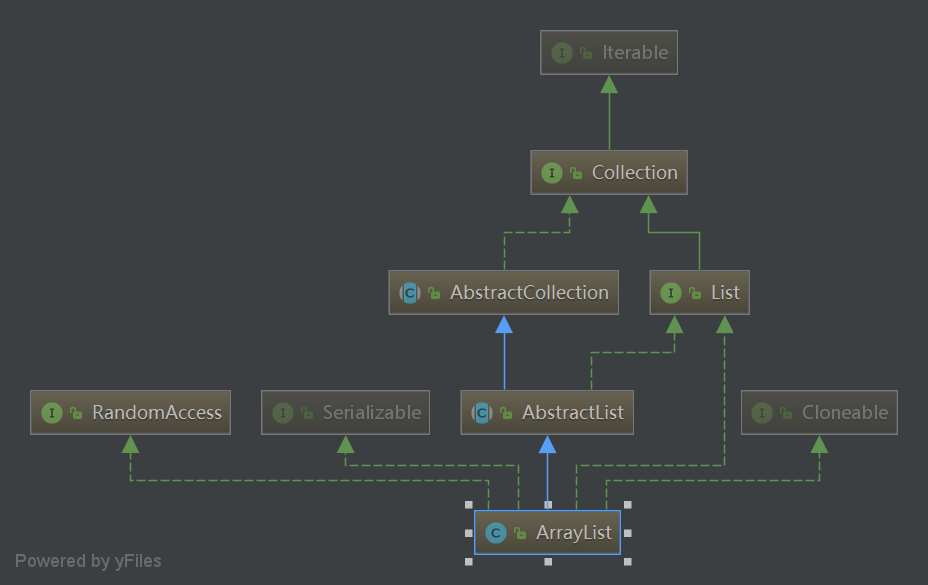 I Iterable
I Collection
C AbstractCollection
I List
I RandomAccess
I Serializable
C AbstractList
I Cloneable
C ArrayList
Powered by yFiles